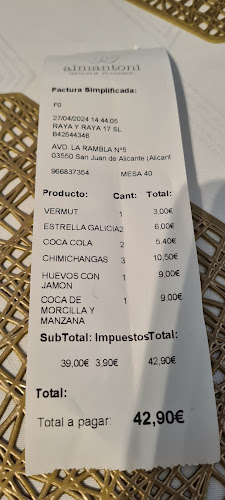 almantoni
Factura Simplificada:
F0
27/04/2024 14:44:05
RAYA Y RAYA 17 SL
B42544346
AVD. LA RAMBLA Nº5
03550 San Juan de Alicante (Alicant
966837354 MESA 40
Producto: Cant: Total:
VERMUT 1 3,00€
ESTRELLA GALICIA 2 6,00€
COCA COLA 2 5,40€
CHIMICHANGAS 3 10,50€
HUEVOS CON 1 9,00€
JAMON
COCA DE 1 9,00€
MORCILLA Y
MANZANA
SubTotal: Impuestos Total:
39,00€ 3,90€ 42,90€
Total:
Total a pagar: 42,90€